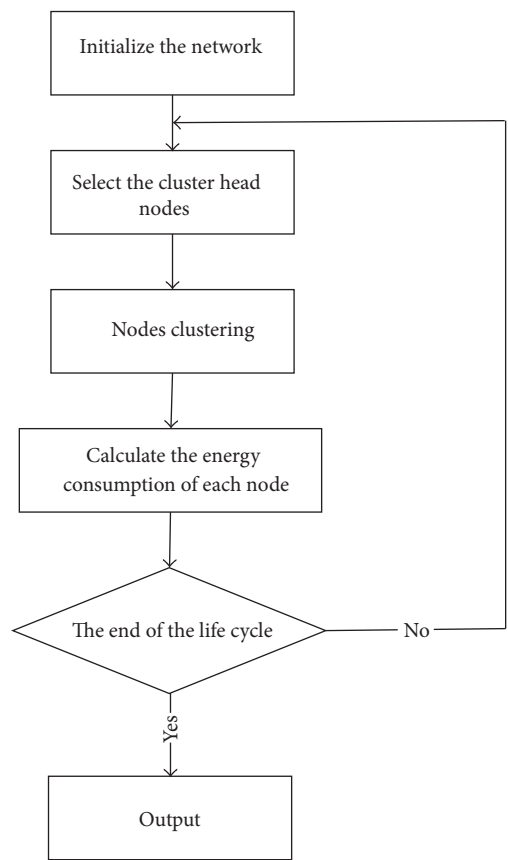 Initialize the network
Select the cluster head
nodes
Nodes clustering
Calculate the energy
consumption of each node
The end of the life cycle
No
Yes
Output